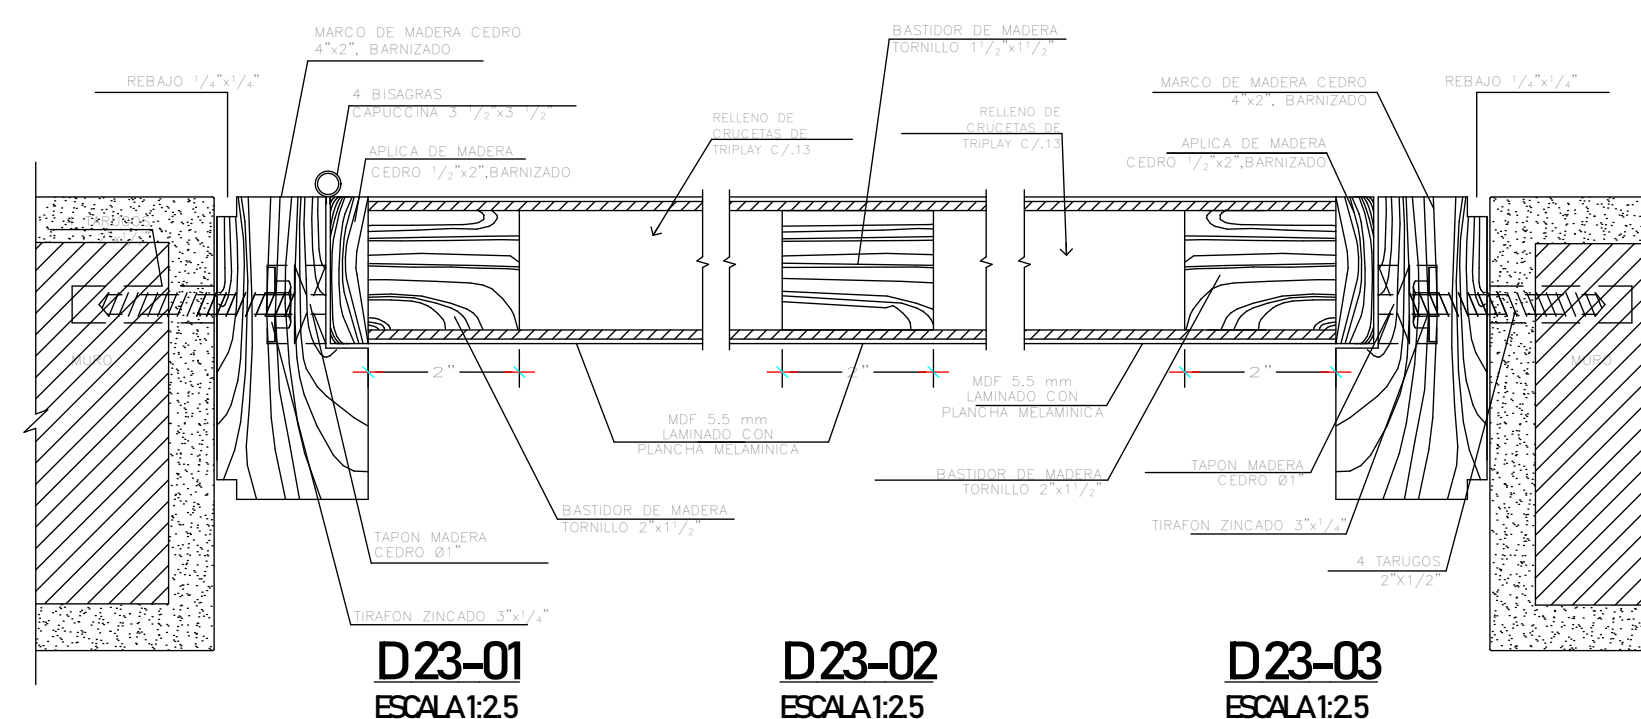 MARCO DE MADERA CEDRO
4"x2", BARNIZADO
REBAJO 1/4"x1/4"
4 BISAGRAS
CAPUCCINA 3 1/2"x3 1/2"
APLICA DE MADERA
CEDRO 1/2"x2",BARNIZADO
RELLENO DE
CRUCETAS DE
TRIPLAY C/.13
BASTIDOR DE MADERA
TORNILLO 1 1/2"x1 1/2"
RELLENO DE
CRUCETAS DE
TRIPLAY C/.13
MARCO DE MADERA CEDRO
4"x2", BARNIZADO
REBAJO 1/4"x1/4"
APLICA DE MADERA
CEDRO 1/2"x2",BARNIZADO
TARUGOS
MURO
MURO
2"
2"
2"
MDF 5.5 mm
LAMINADO CON
PLANCHA MELAMINICA
MDF 5.5 mm
LAMINADO CON
PLANCHA MELAMINICA
BASTIDOR DE MADERA
TORNILLO 2"x1 1/2"
TAPON MADERA
CEDRO Ø1"
BASTIDOR DE MADERA
TORNILLO 2"x1 1/2"
TAPON MADERA
CEDRO Ø1"
TIRAFON ZINCADO 3"x1/4"
4 TARUGOS
2"X1/2"
TIRAFON ZINCADO 3"x1/4"
D23-01
ESCALA 1:2.5
D23-02
ESCALA 1:2.5
D23-03
ESCALA 1:2.5